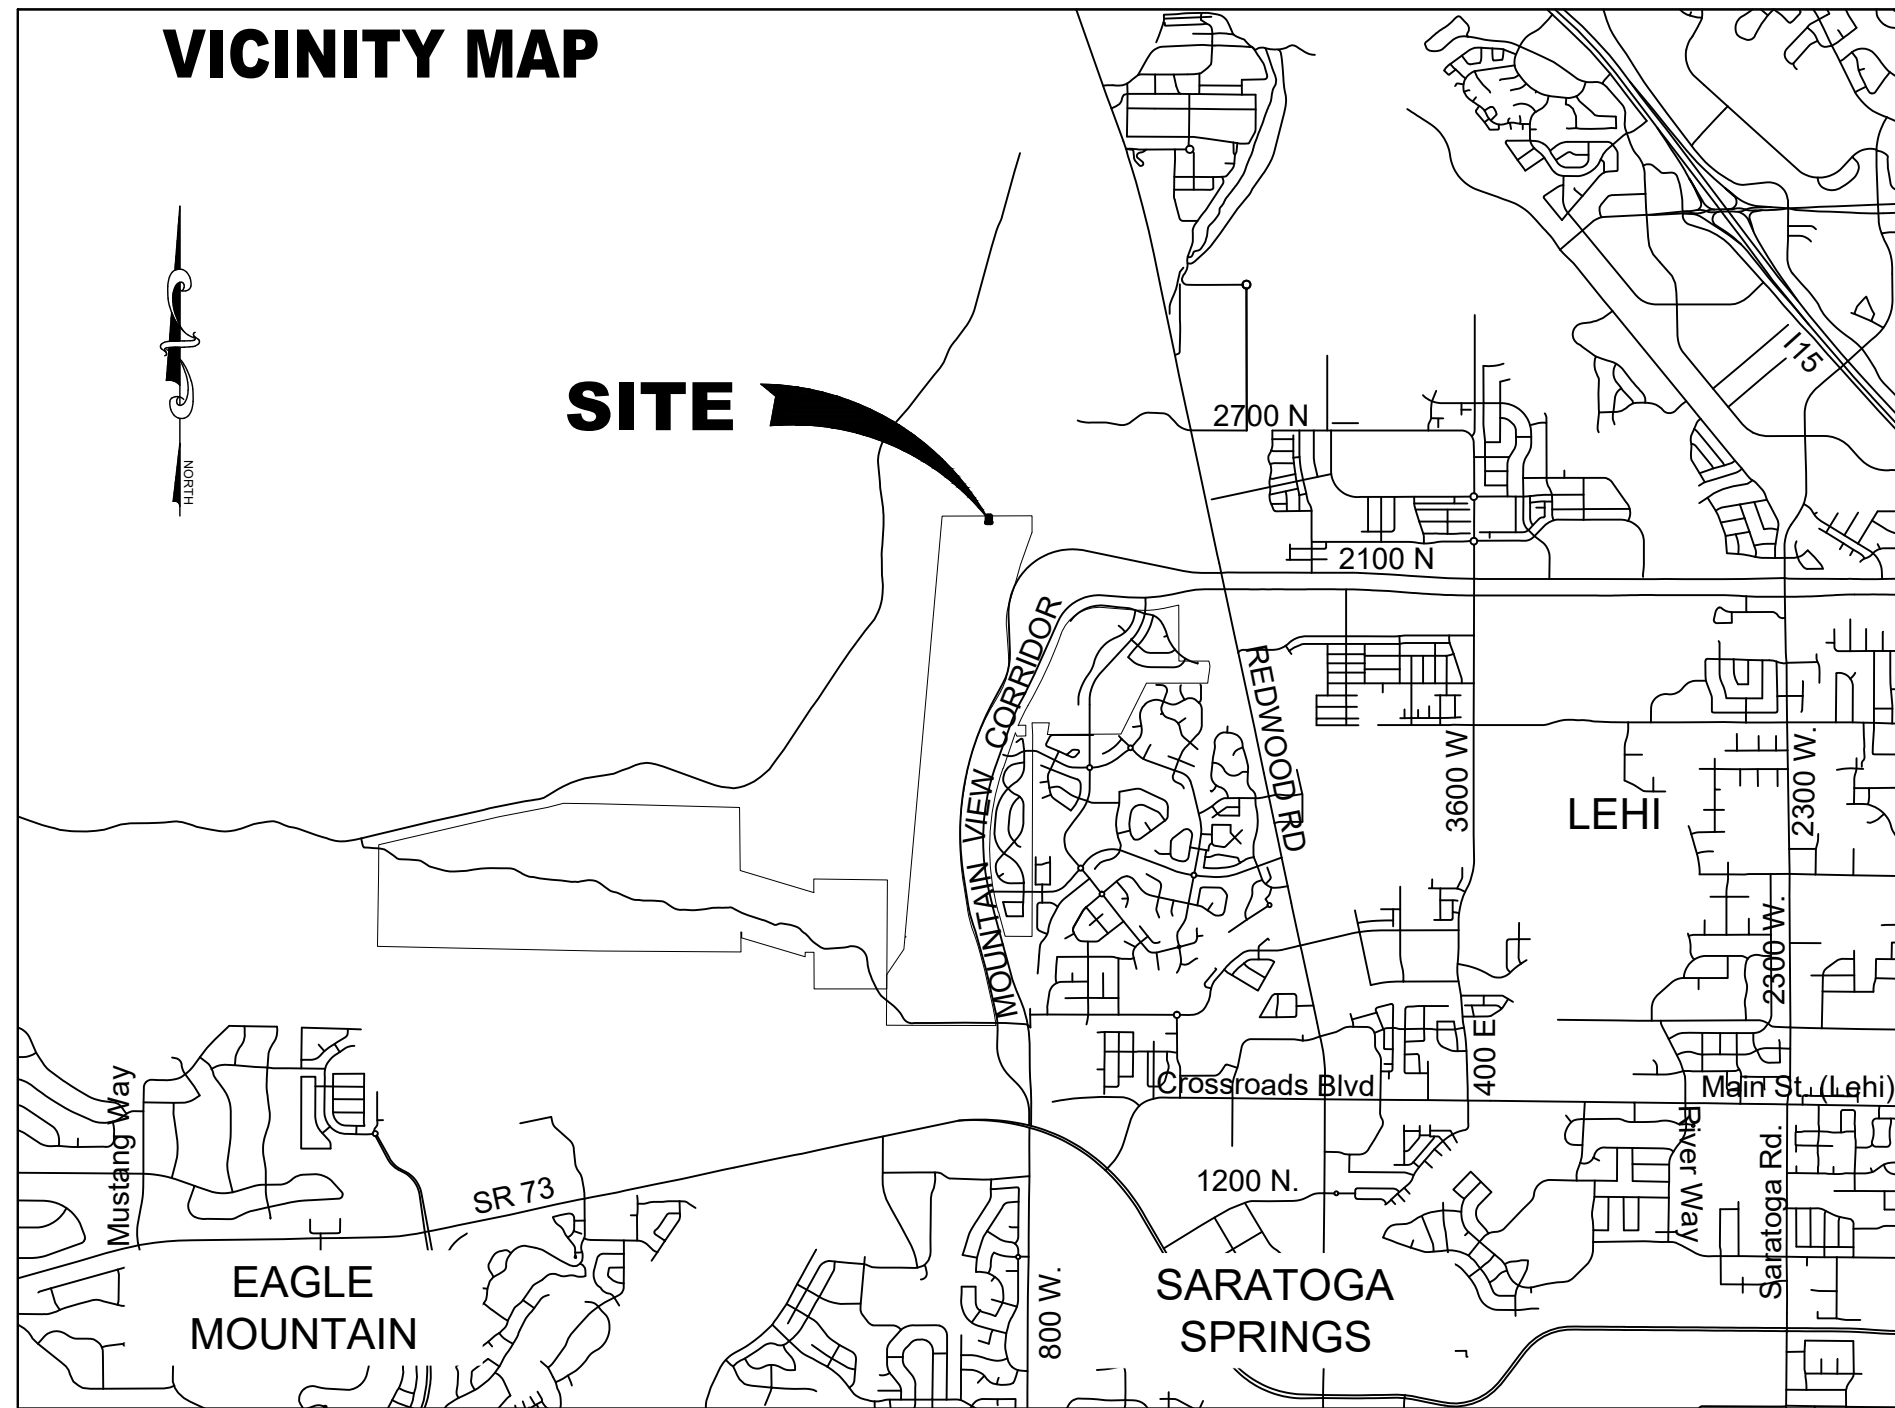 VICINITY MAP
I15
NORTH
SITE
2700 N
2100 N
MOUNTAIN VIEW CORRIDOR
REDWOOD RD
3600 W
LEHI
2300 W.
2300 W.
400 E
Crossroads Blvd
Main St. (Lehi)
Mustang Way
SR 73
1200 N.
River Way
Saratoga Rd.
EAGLE
MOUNTAIN
800 W.
SARATOGA
SPRINGS